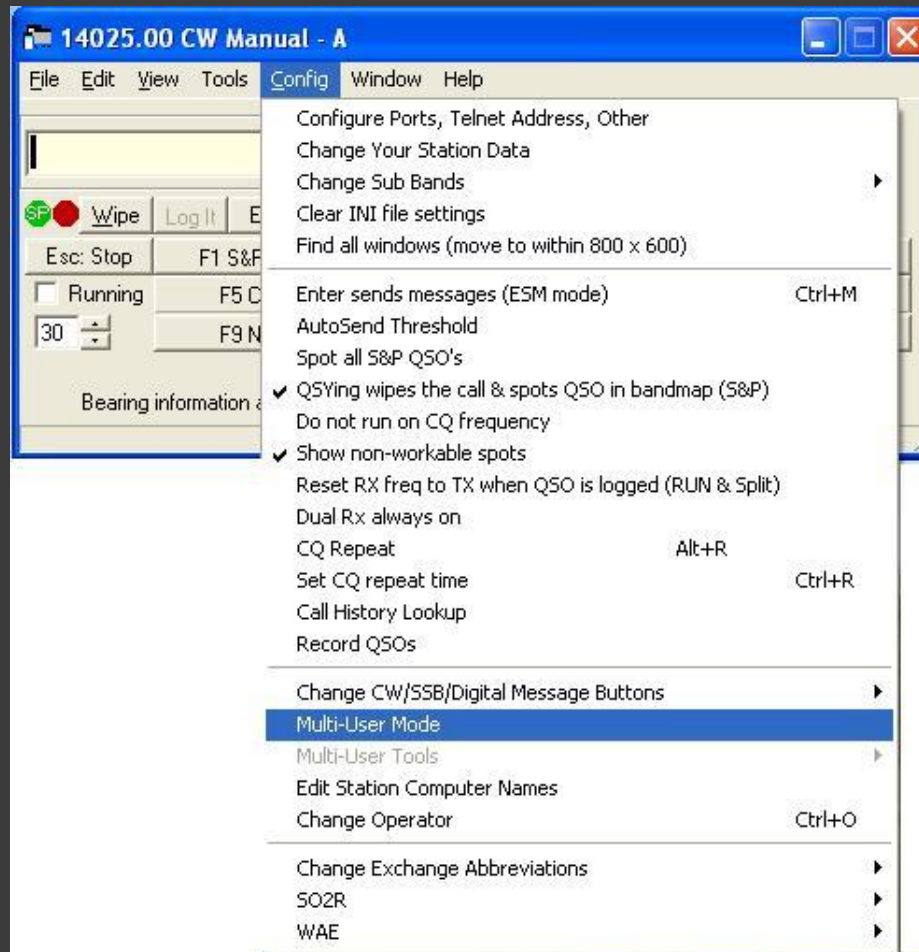 14025.00 CW Manual - A
File Edit View Tools Config Window Help
SP Wipe Log It E
Esc: Stop F1 S&P
Running F5 C
30 F9 N
Bearing information a
Configure Ports, Telnet Address, Other
Change Your Station Data
Change Sub Bands
Clear INI file settings
Find all windows (move to within 800 x 600)
Enter sends messages (ESM mode) Ctrl+M
AutoSend Threshold
Spot all S&P QSO's
QSYing wipes the call & spots QSO in bandmap (S&P)
Do not run on CQ frequency
Show non-workable spots
Reset RX freq to TX when QSO is logged (RUN & Split)
Dual Rx always on
CQ Repeat Alt+R
Set CQ repeat time Ctrl+R
Call History Lookup
Record QSOs
Change CW/SSB/Digital Message Buttons
Multi-User Mode
Multi-User Tools
Edit Station Computer Names
Change Operator Ctrl+O
Change Exchange Abbreviations
SO2R
WAE